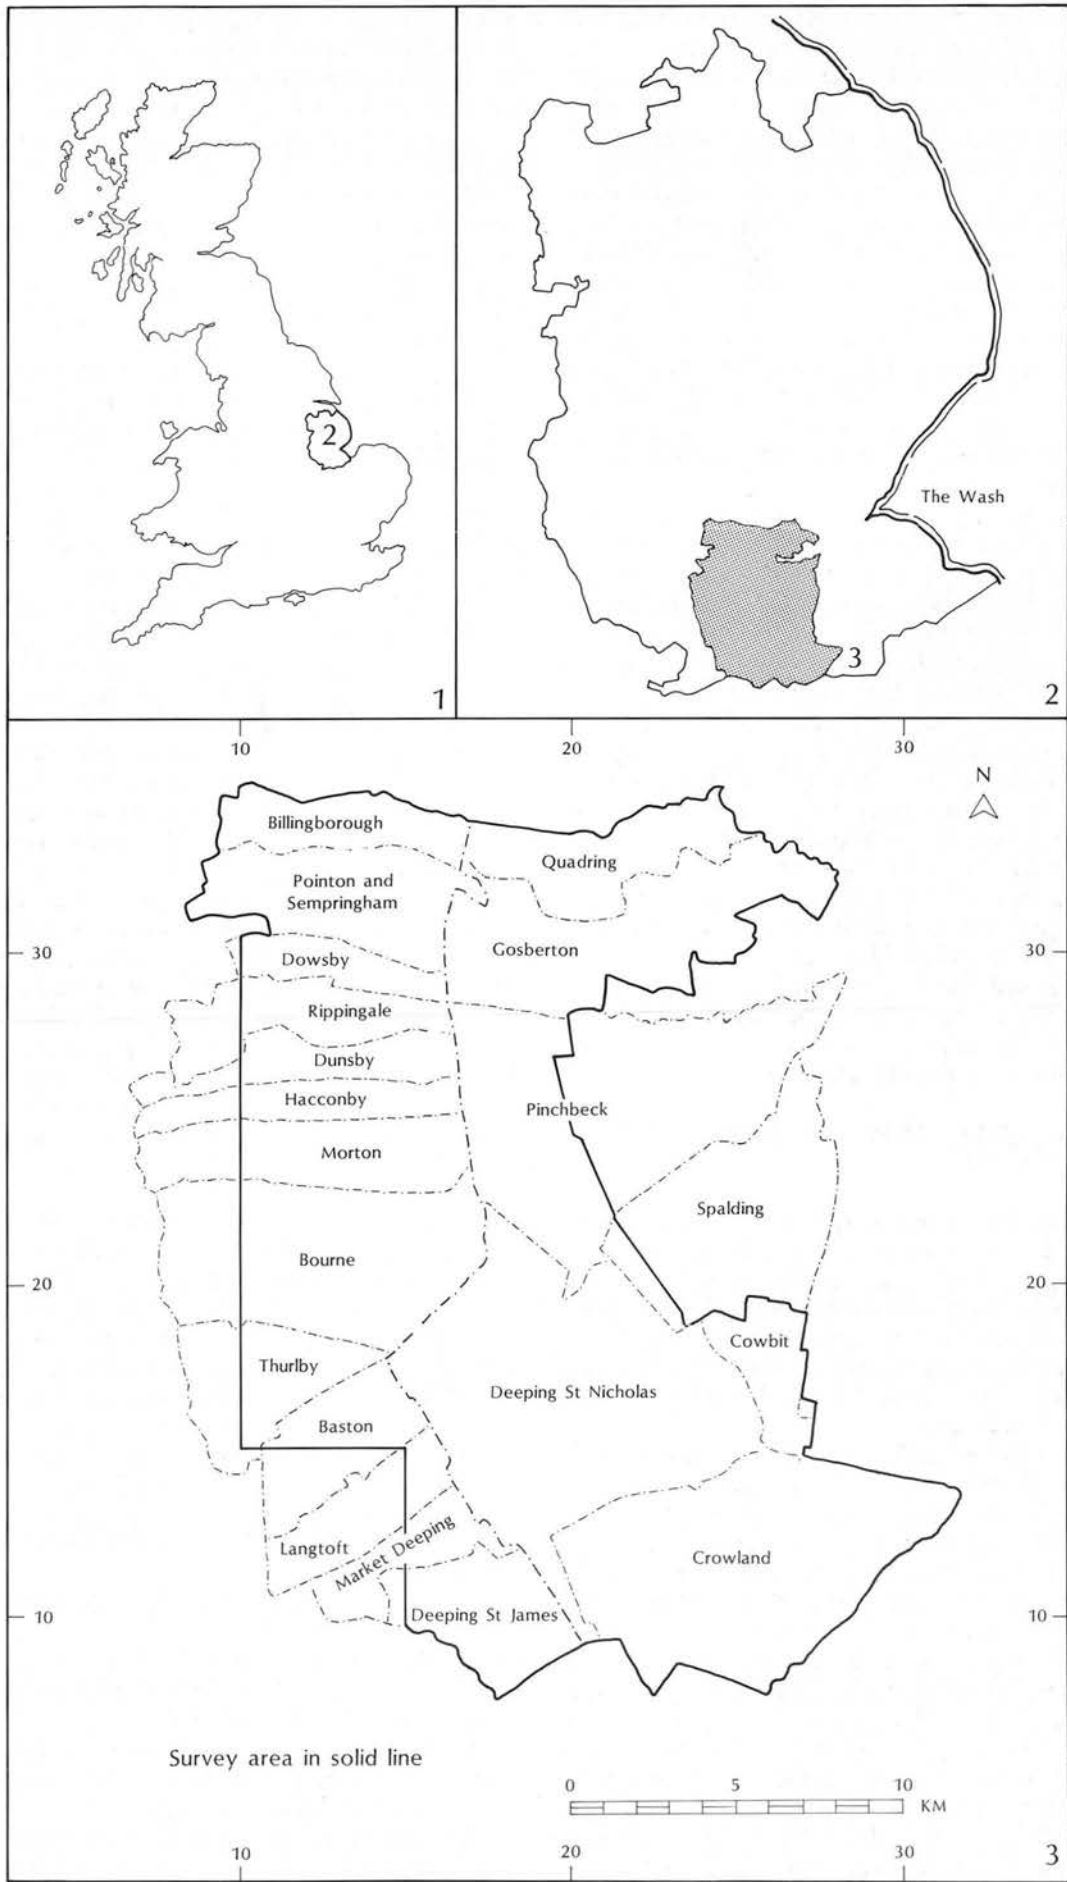 2
1
The Wash
3
2
10
20
30
N
Billingborough
Quadring
Pointon and
Sempringham
30
Dowsby
Gosberton
30
Rippingale
Dunsby
Hacconby
Pinchbeck
Morton
Spalding
Bourne
20
20
Cowbit
Thurlby
Deeping St Nicholas
Baston
Langtoft
Market Deeping
Crowland
10
Deeping St James
10
Survey area in solid line
0
5
10
KM
10
20
30
3